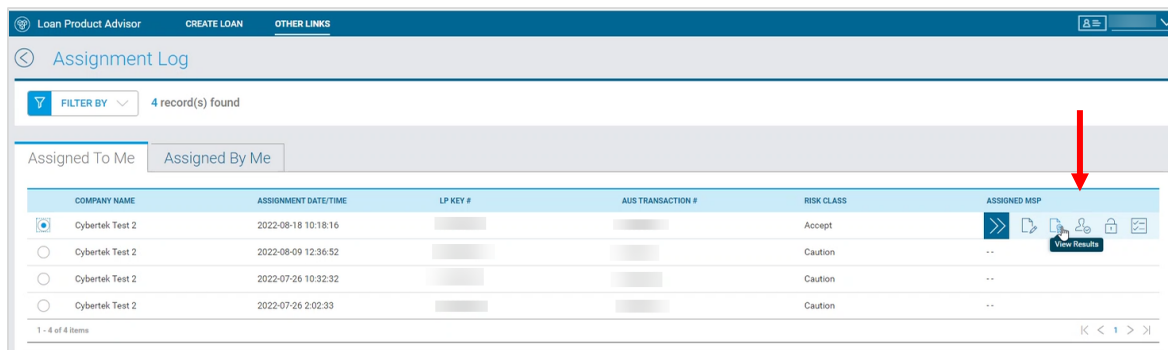 Loan Product Advisor CREATE LOAN OTHER LINKS
Assignment Log
FILTER BY 4 record(s) found
Assigned To Me Assigned By Me
COMPANY NAME ASSIGNMENT DATE/TIME LP KEY # AUS TRANSACTION # RISK CLASS ASSIGNED MSP
Cybertek Test 2 2022-08-18 10:18:16 Accept
View Results
Cybertek Test 2 2022-08-09 12:36:52 Caution --
Cybertek Test 2 2022-07-26 10:32:32 Caution --
Cybertek Test 2 2022-07-26 2:02:33 Caution --
1 - 4 of 4 items 1